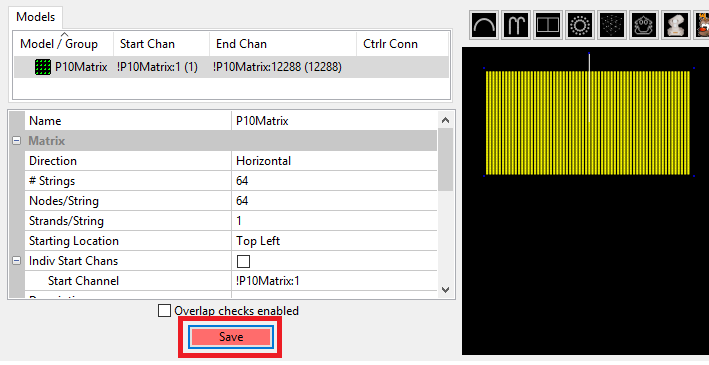 Models
Model / Group Start Chan End Chan Ctrlr Conn
P10Matrix !P10Matrix:1 (1) !P10Matrix:12288 (12288)
Name P10Matrix
Matrix
Direction Horizontal
# Strings 64
Nodes/String 64
Strands/String 1
Starting Location Top Left
Indiv Start Chans
Start Channel !P10Matrix:1
Overlap checks enabled
Save